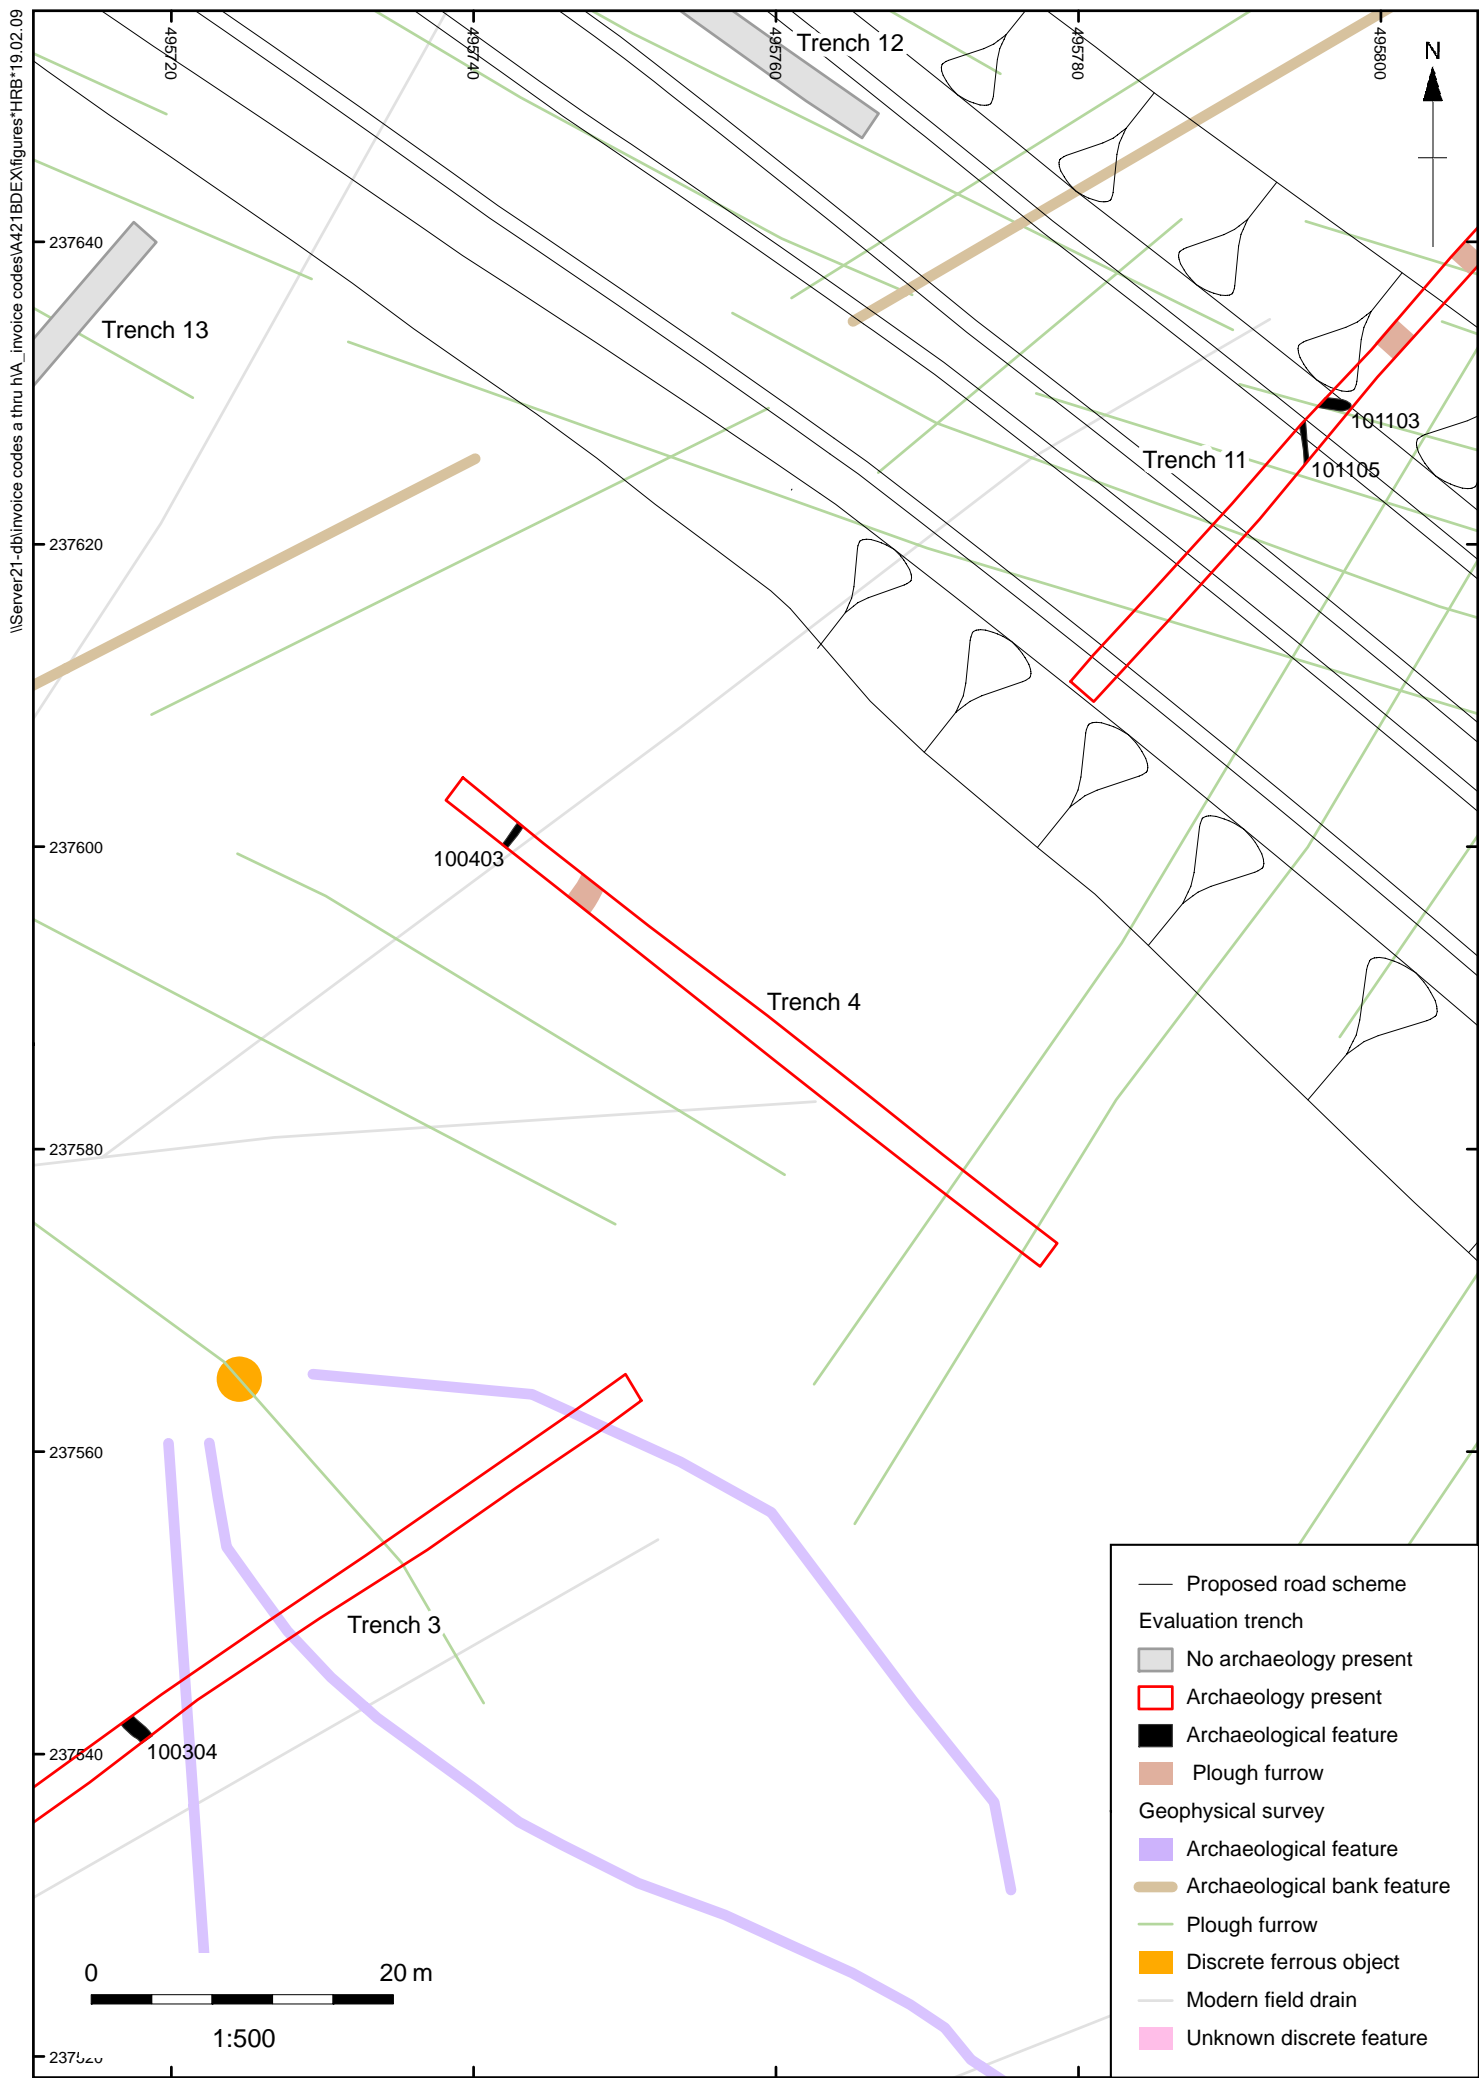 \\Server21-db\invoice codes a thru h\A_invoice codes\A421BDEX\figures*HRB*19.02.09
495720
495740
495760
495780
495800
Trench 12
N
237640
Trench 13
101103
Trench 11
101105
237620
237600
100403
Trench 4
237580
237560
Trench 3
237540
100304
0 20 m
1:500
237520
Proposed road scheme
Evaluation trench
No archaeology present
Archaeology present
Archaeological feature
Plough furrow
Geophysical survey
Archaeological feature
Archaeological bank feature
Plough furrow
Discrete ferrous object
Modern field drain
Unknown discrete feature